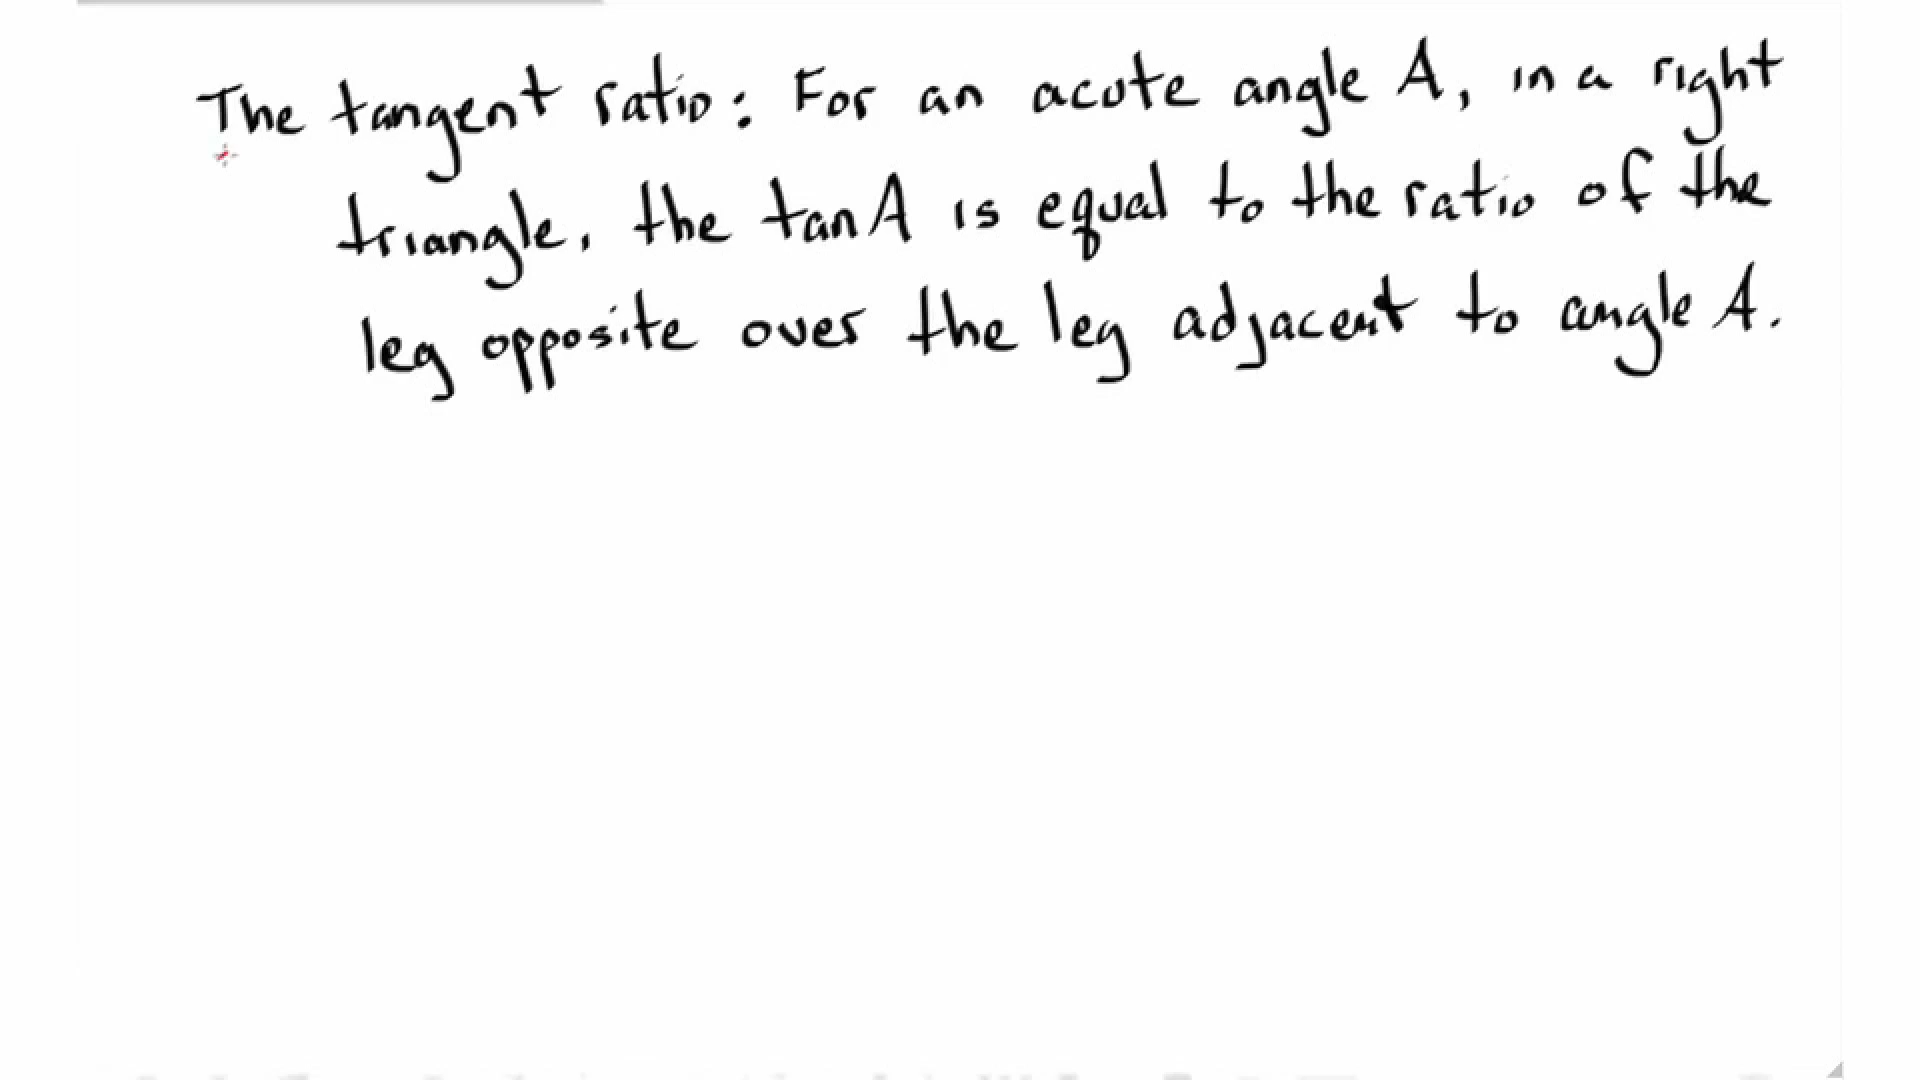 The tangent ratio: For an acute angle A, in a right
triangle, the tan A is equal to the ratio of the
leg opposite over the leg adjacent to angle A.